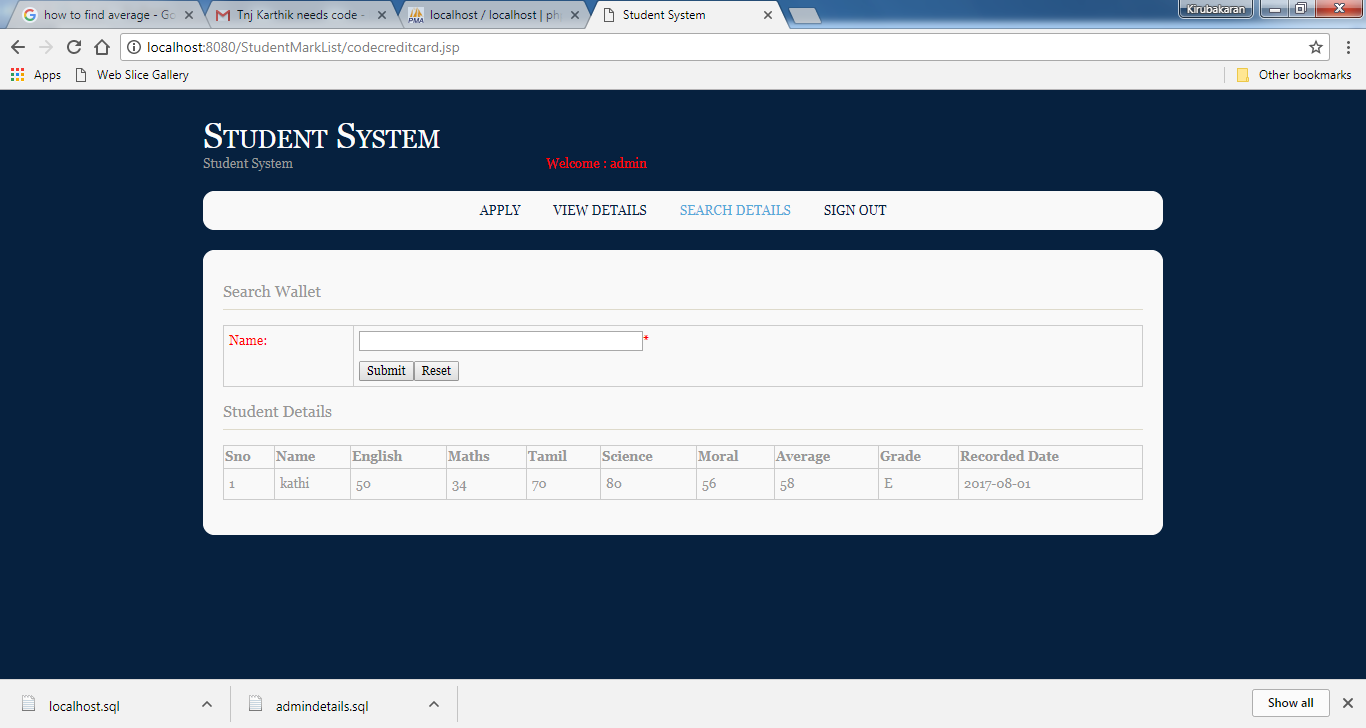 how to find average - Go
Tnj Karthik needs code -
localhost / localhost | ph
Student System
Kirubakaran
localhost:8080/StudentMarkList/codecreditcard.jsp
Apps Web Slice Gallery Other bookmarks
Student System
Student System Welcome : admin
APPLY VIEW DETAILS SEARCH DETAILS SIGN OUT
Search Wallet
Name: *
Submit Reset
Student Details
Sno Name English Maths Tamil Science Moral Average Grade Recorded Date
1 kathi 50 34 70 80 56 58 E 2017-08-01
localhost.sql admindetails.sql Show all